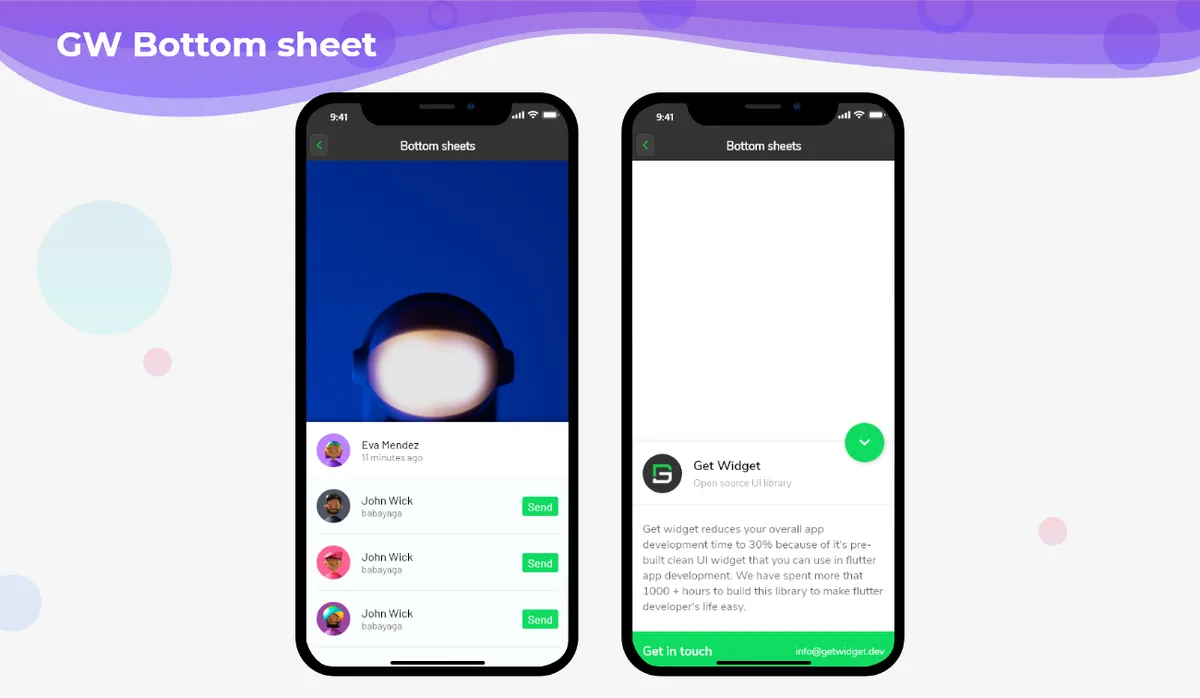 GW Bottom sheet
9:41
Bottom sheets
Eva Mendez
11 minutes ago
John Wick
babayaga
Send
John Wick
babayaga
Send
John Wick
babayaga
Send
9:41
Bottom sheets
Get Widget
Open source UI library
Get widget reduces your overall app
development time to 30% because of it's pre-
built clean UI widget that you can use in flutter
app development. We have spent more that
1000 + hours to build this library to make flutter
developer's life easy.
Get in touch
info@getwidget.dev